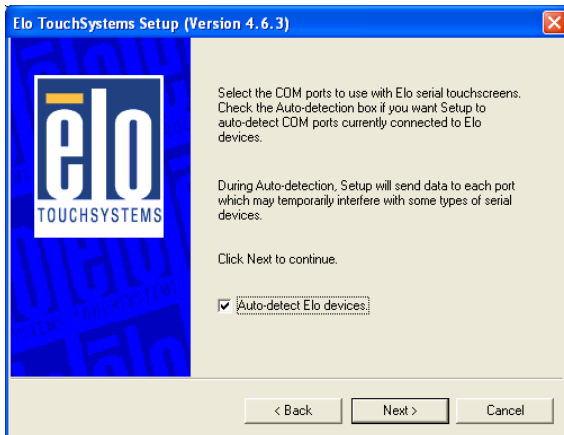 Elo TouchSystems Setup (Version 4.6.3)
elo
TOUCHSYSTEMS
Select the COM ports to use with Elo serial touchscreens.
Check the Auto-detection box if you want Setup to
auto-detect COM ports currently connected to Elo
devices.
During Auto-detection, Setup will send data to each port
which may temporarily interfere with some types of serial
devices.
Click Next to continue.
Auto-detect Elo devices.
< Back
Next >
Cancel